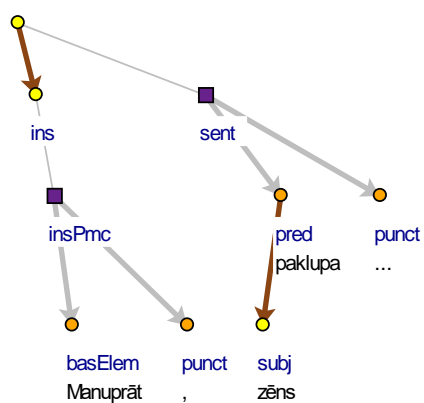 ins sent
insPmc pred punct
paklupa ...
basElem punct subj
Manuprāt , zēns